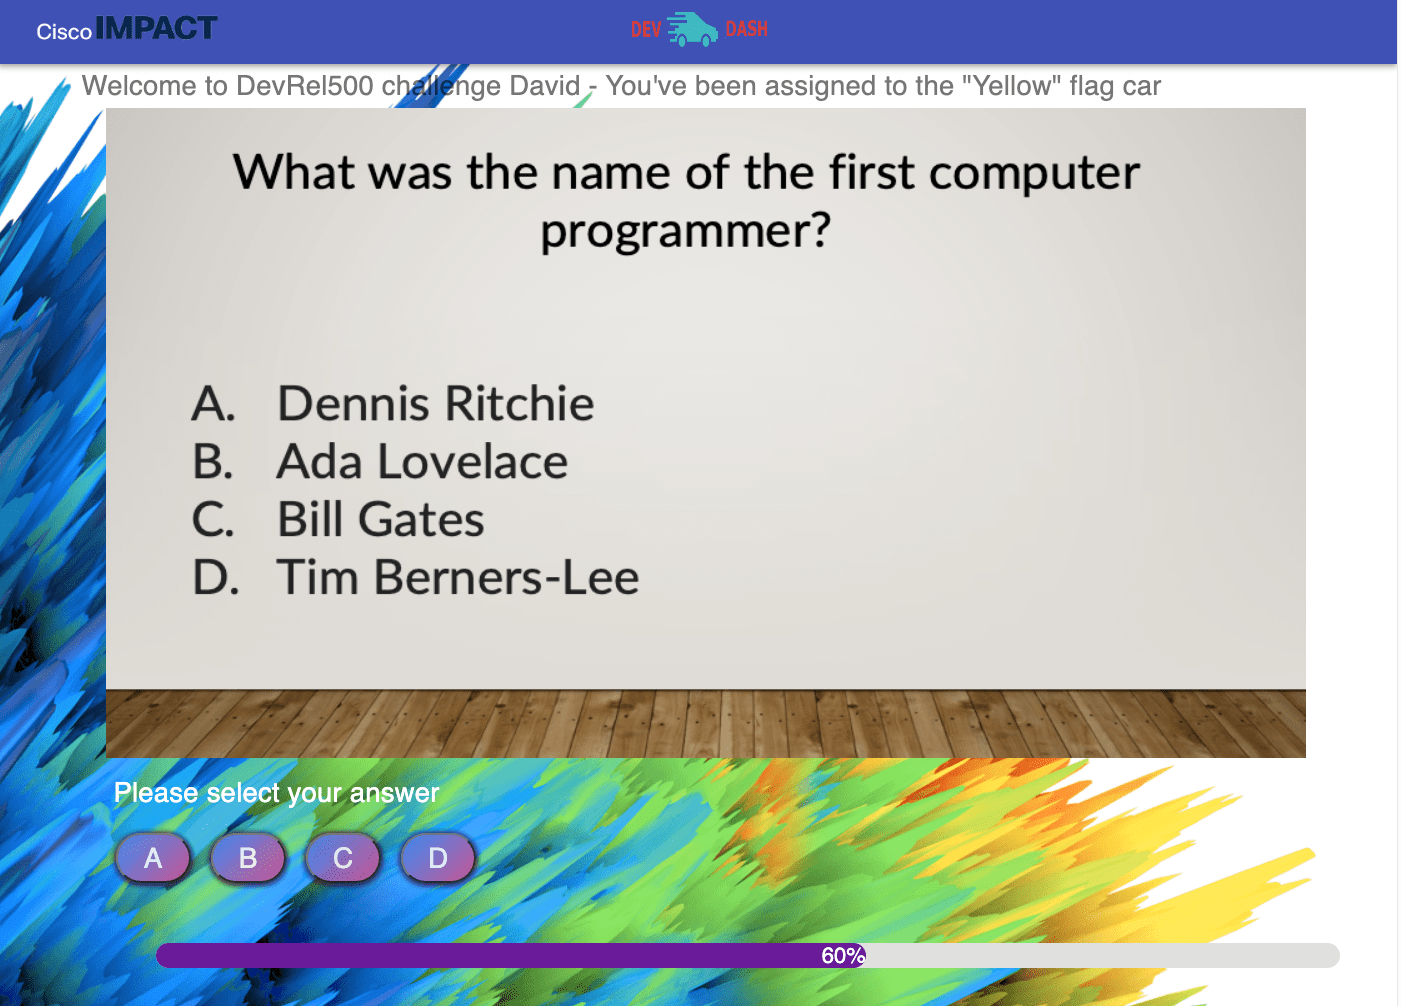 Cisco IMPACT
DEV DASH
Welcome to DevRel500 challenge David - You've been assigned to the "Yellow" flag car
What was the name of the first computer
programmer?
A. Dennis Ritchie
B. Ada Lovelace
C. Bill Gates
D. Tim Berners-Lee
Please select your answer
A B C D
60%